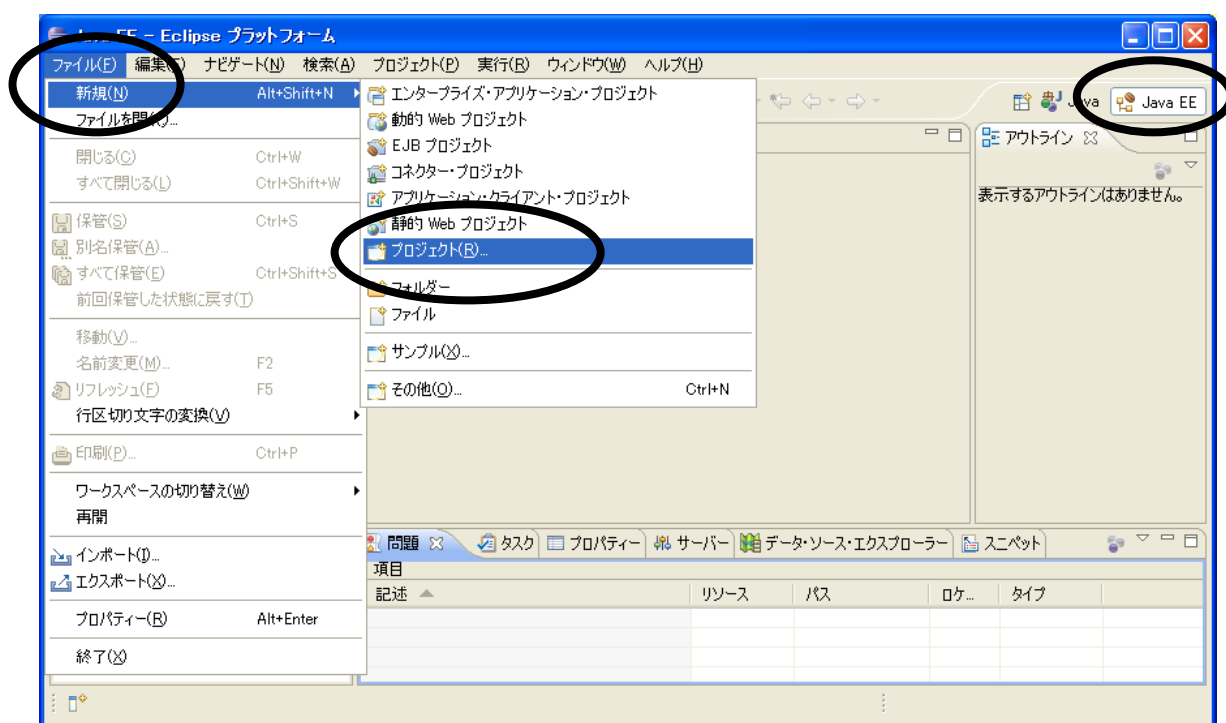 EE - Eclipse プラットフォーム
ファイル(F) 編集 ナビゲート(N) 検索(A) プロジェクト(P) 実行(R) ウィンドウ(W) ヘルプ(H)
新規(N) Alt+Shift+N
ファイルを開
閉じる(C) Ctrl+W
すべて閉じる(L) Ctrl+Shift+W
保管(S) Ctrl+S
別名保管(A)...
すべて保管(E) Ctrl+Shift+S
前回保管した状態に戻す(T)
移動(V)...
名前変更(M)... F2
リフレッシュ(F) F5
行区切り文字の変換(V)
印刷(P)... Ctrl+P
ワークスペースの切り替え(W)
再開
インポート(I)...
エクスポート(X)...
プロパティー(R) Alt+Enter
終了(X)
エンタープライズ・アプリケーション・プロジェクト
動的 Web プロジェクト
EJB プロジェクト
コネクター・プロジェクト
アプリケーション・クライアント・プロジェクト
静的 Web プロジェクト
プロジェクト(R)...
フォルダー
ファイル
サンプル(X)...
その他(O)... Ctrl+N
Java Java EE
アウトライン
表示するアウトラインはありません。
問題 タスク プロパティー サーバー データ・ソース・エクスプローラー スニペット
項目
記述 リソース パス ロケ... タイプ